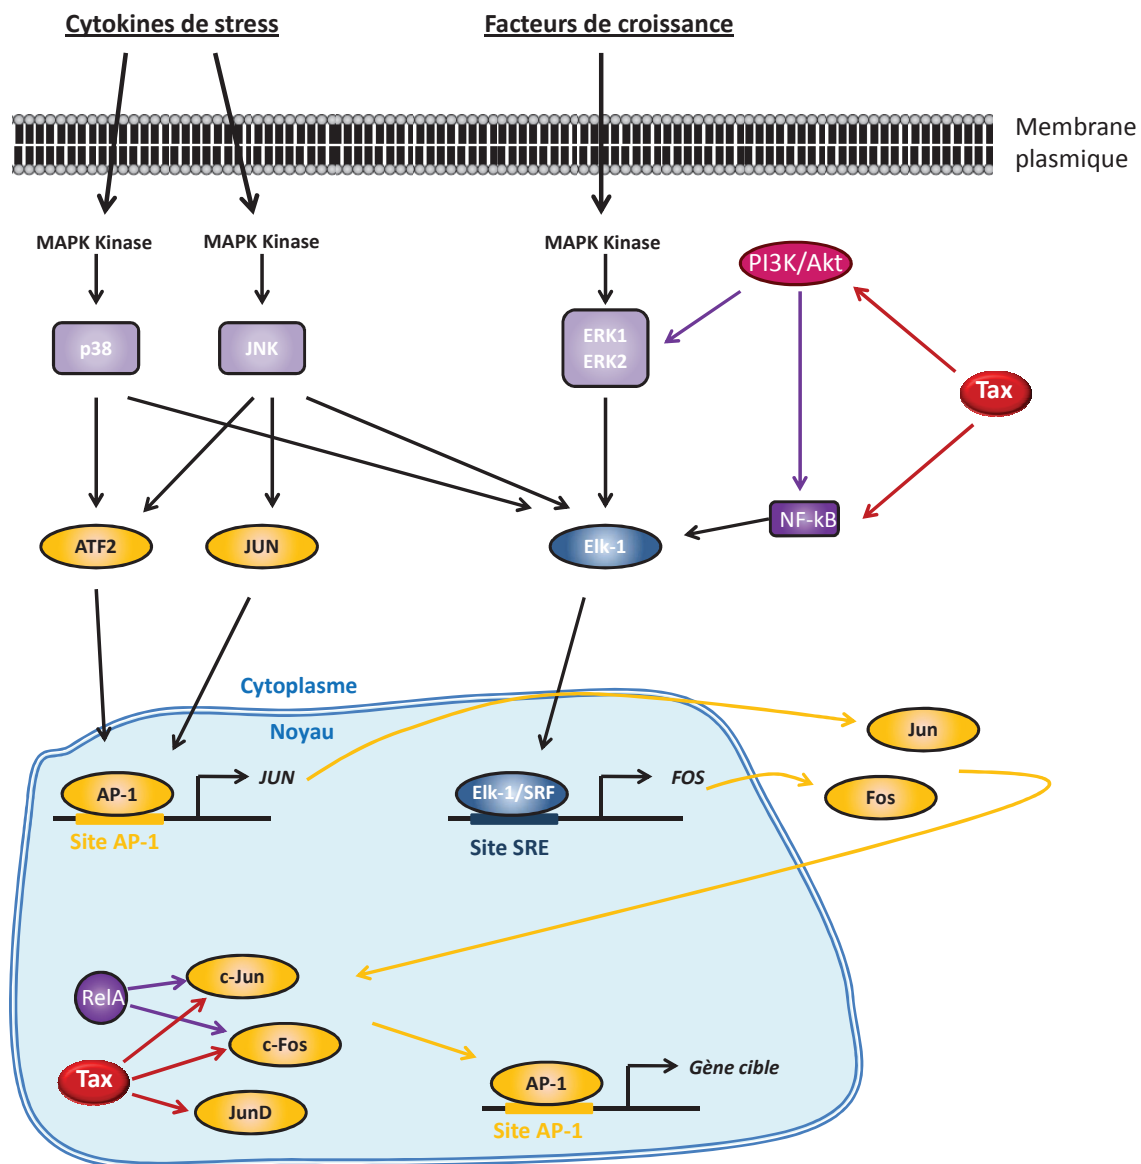 Cytokines de stress
Facteurs de croissance
Membrane
plasmique
MAPK Kinase
MAPK Kinase
MAPK Kinase
PI3K/Akt
p38
JNK
ERK1
ERK2
Tax
NF-kB
ATF2
JUN
Elk-1
Cytoplasme
Noyau
Jun
AP-1
JUN
Elk-1/SRF
FOS
Fos
Site AP-1
Site SRE
c-Jun
RelA
c-Fos
Tax
JunD
AP-1
Gène cible
Site AP-1